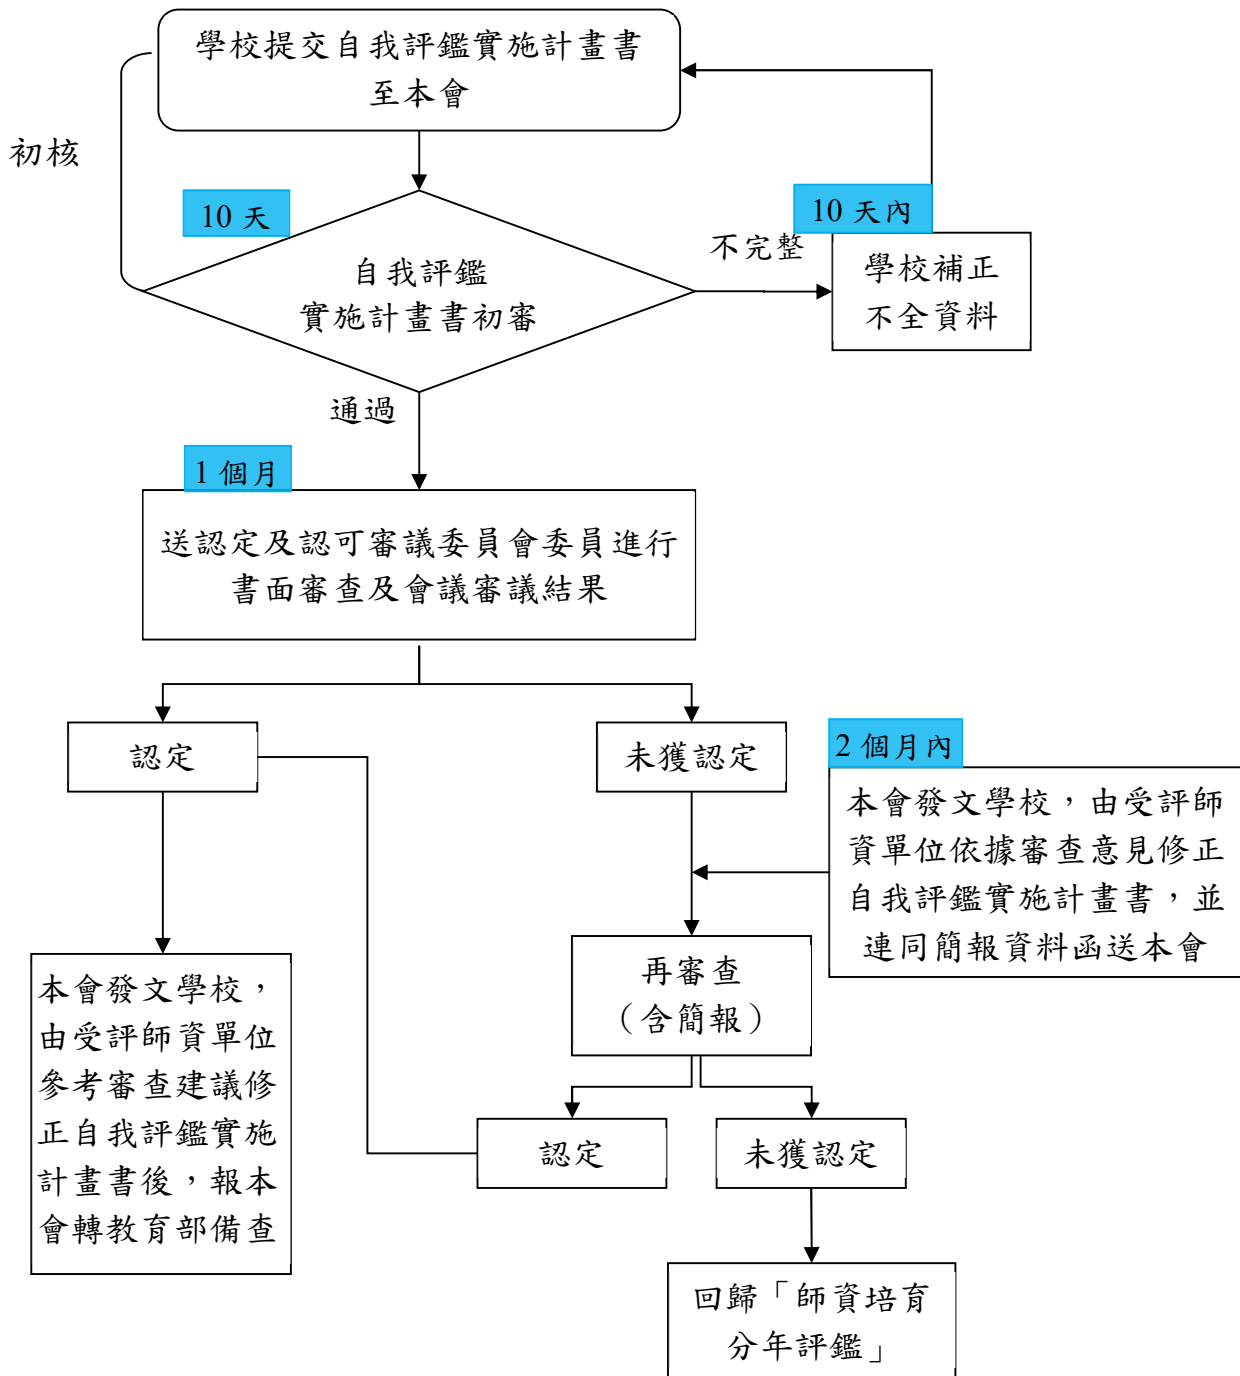 學校提交自我評鑑實施計畫書
至本會
初核
10 天
10 天內
不完整
自我評鑑
實施計畫書初審
學校補正
不全資料
通過
1 個月
送認定及認可審議委員會委員進行
書面審查及會議審議結果
認定
未獲認定
2 個月內
本會發文學校，由受評師
資單位依據審查意見修正
自我評鑑實施計畫書，並
連同簡報資料函送本會
再審查
（含簡報）
本會發文學校，
由受評師資單位
參考審查建議修
正自我評鑑實施
計畫書後，報本
會轉教育部備查
認定
未獲認定
回歸「師資培育
分年評鑑」